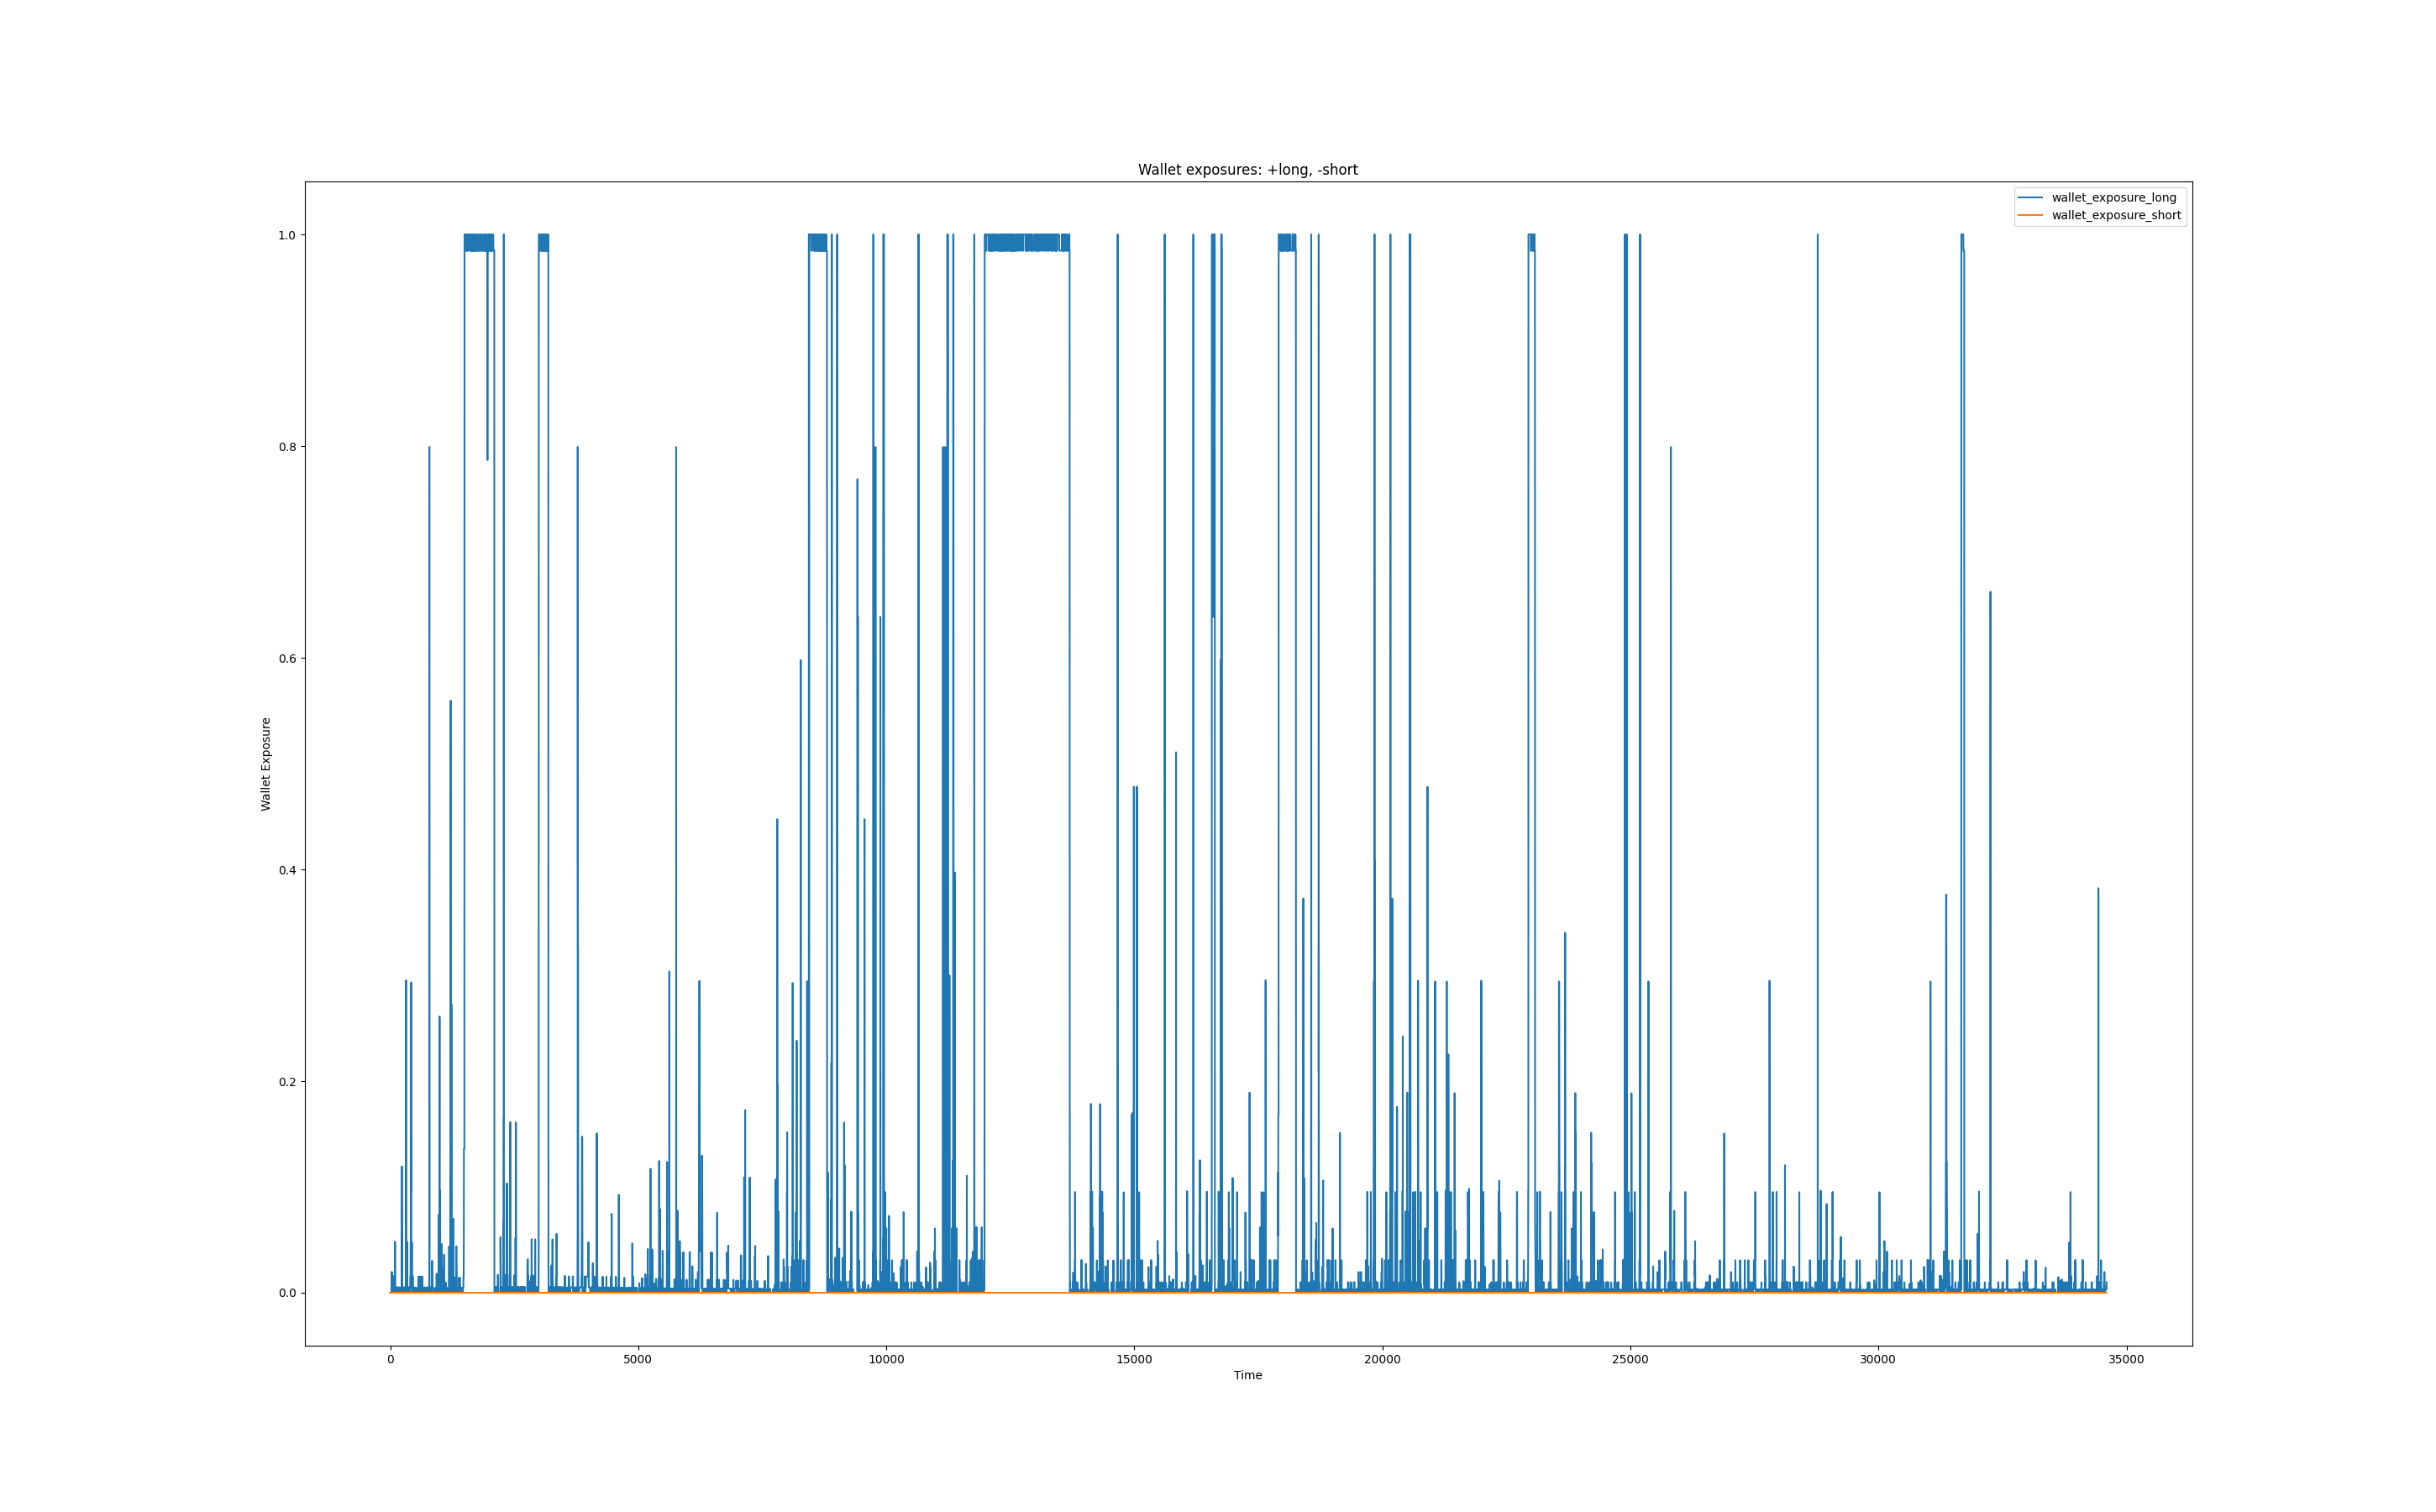 Wallet exposures: +long, -short
wallet_exposure_long
wallet_exposure_short
1.0
0.8
0.6
0.4
0.2
0.0
Wallet Exposure
0 5000 10000 15000 20000 25000 30000 35000
Time